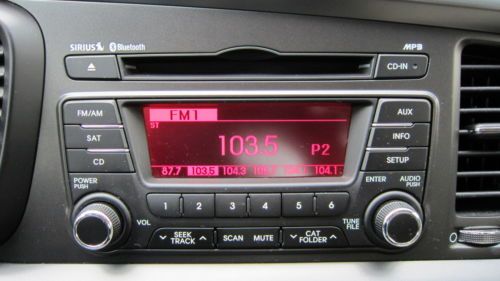 SIRIUS Bluetooth MP3
CD-IN
FM/AM FM1 AUX
ST
SAT 103.5 P2 INFO
CD SETUP
87.7 103.5 104.3 104.1
POWER PUSH ENTER AUDIO PUSH
1 2 3 4 5 6
VOL TUNE FILE
SEEK TRACK SCAN MUTE CAT FOLDER